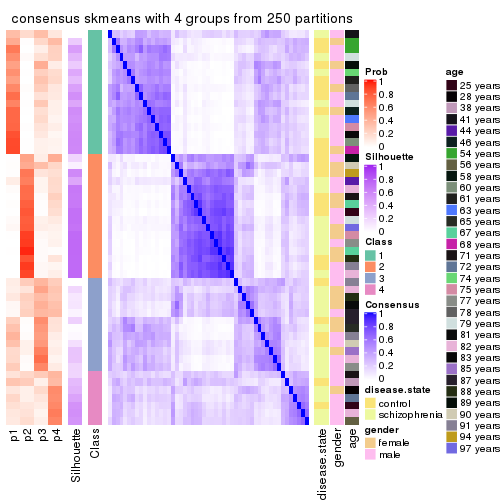 consensus skmeans with 4 groups from 250 partitions
p1
p2
p3
p4
Silhouette
Class
disease.state
gender
age
Prob
1
0.8
0.6
0.4
0.2
0
Silhouette
1
0.8
0.6
0.4
0.2
0
Class
1
2
3
4
Consensus
1
0.8
0.6
0.4
0.2
0
disease.state
control
schizophrenia
gender
female
male
age
25 years
28 years
38 years
41 years
44 years
46 years
54 years
56 years
58 years
60 years
61 years
63 years
65 years
67 years
68 years
71 years
72 years
74 years
75 years
77 years
78 years
79 years
81 years
82 years
83 years
85 years
87 years
88 years
89 years
90 years
91 years
94 years
97 years